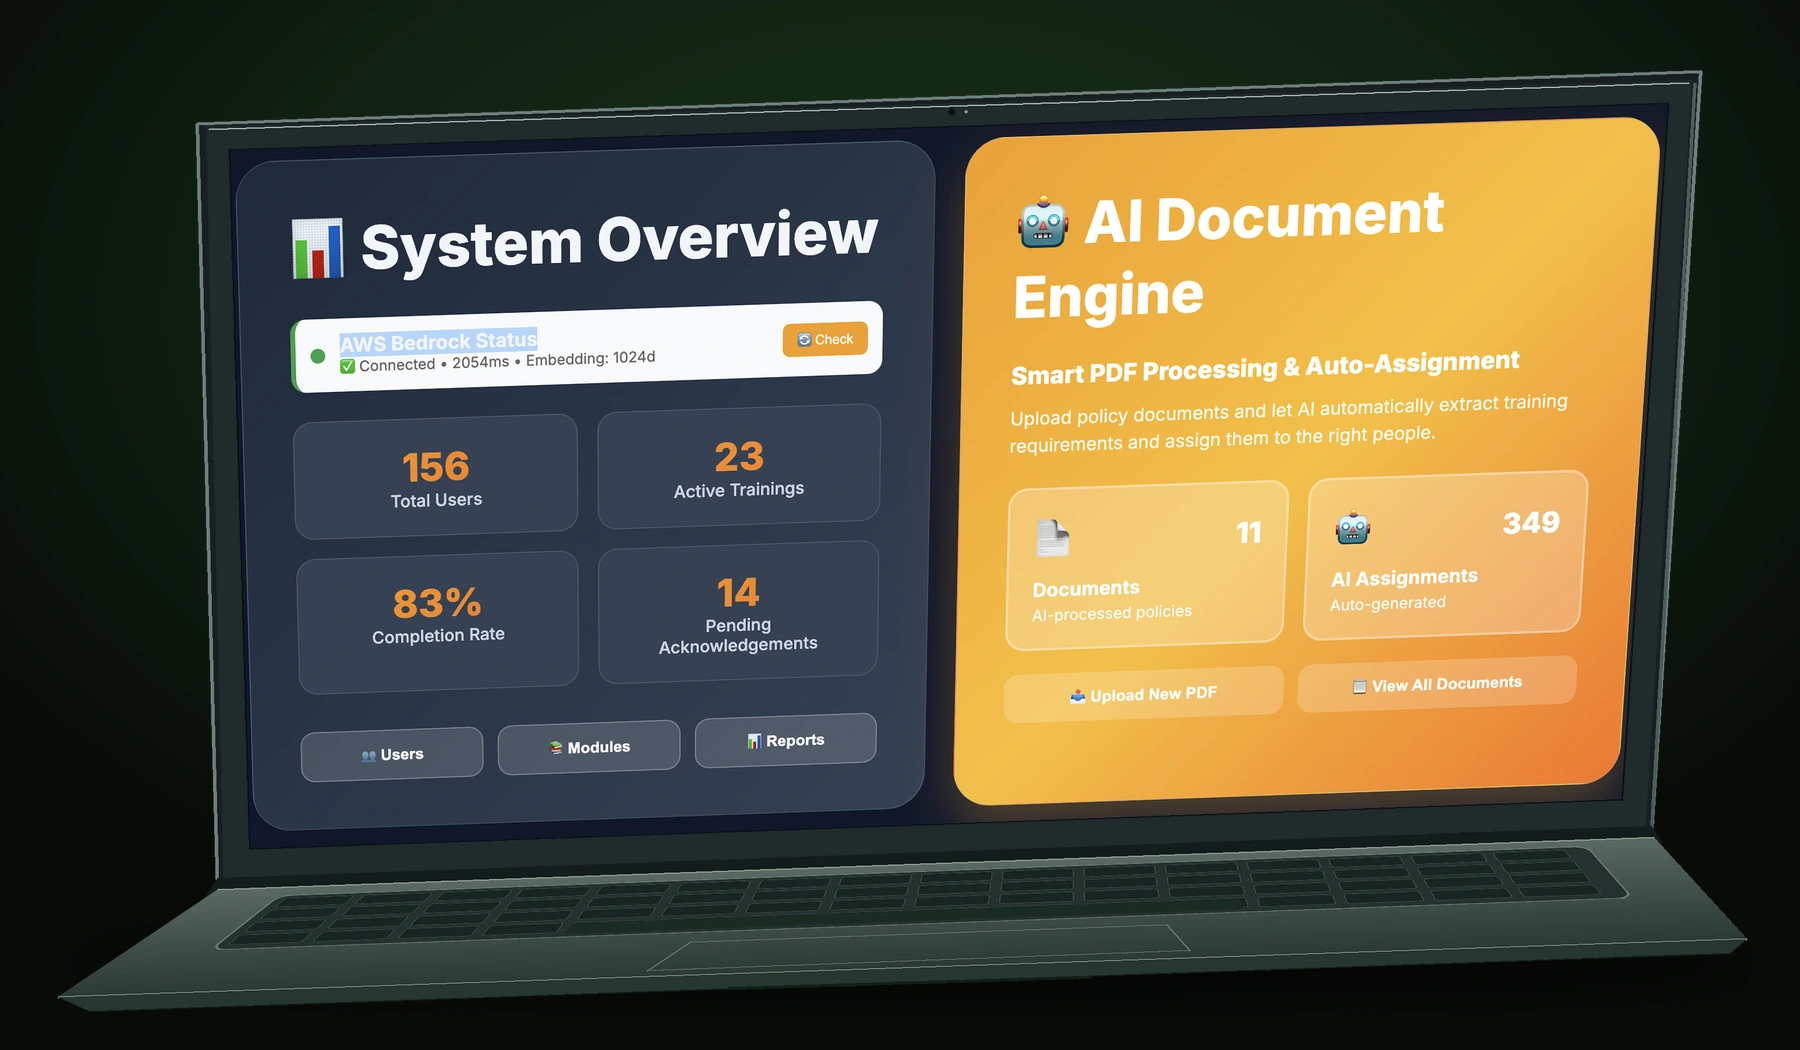 System Overview
AWS Bedrock Status
Connected • 2054ms • Embedding: 1024d
Check
156
Total Users
23
Active Trainings
83%
Completion Rate
14
Pending
Acknowledgements
Users
Modules
Reports
AI Document
Engine
Smart PDF Processing & Auto-Assignment
Upload policy documents and let AI automatically extract training
requirements and assign them to the right people.
11
Documents
AI-processed policies
349
AI Assignments
Auto-generated
Upload New PDF
View All Documents